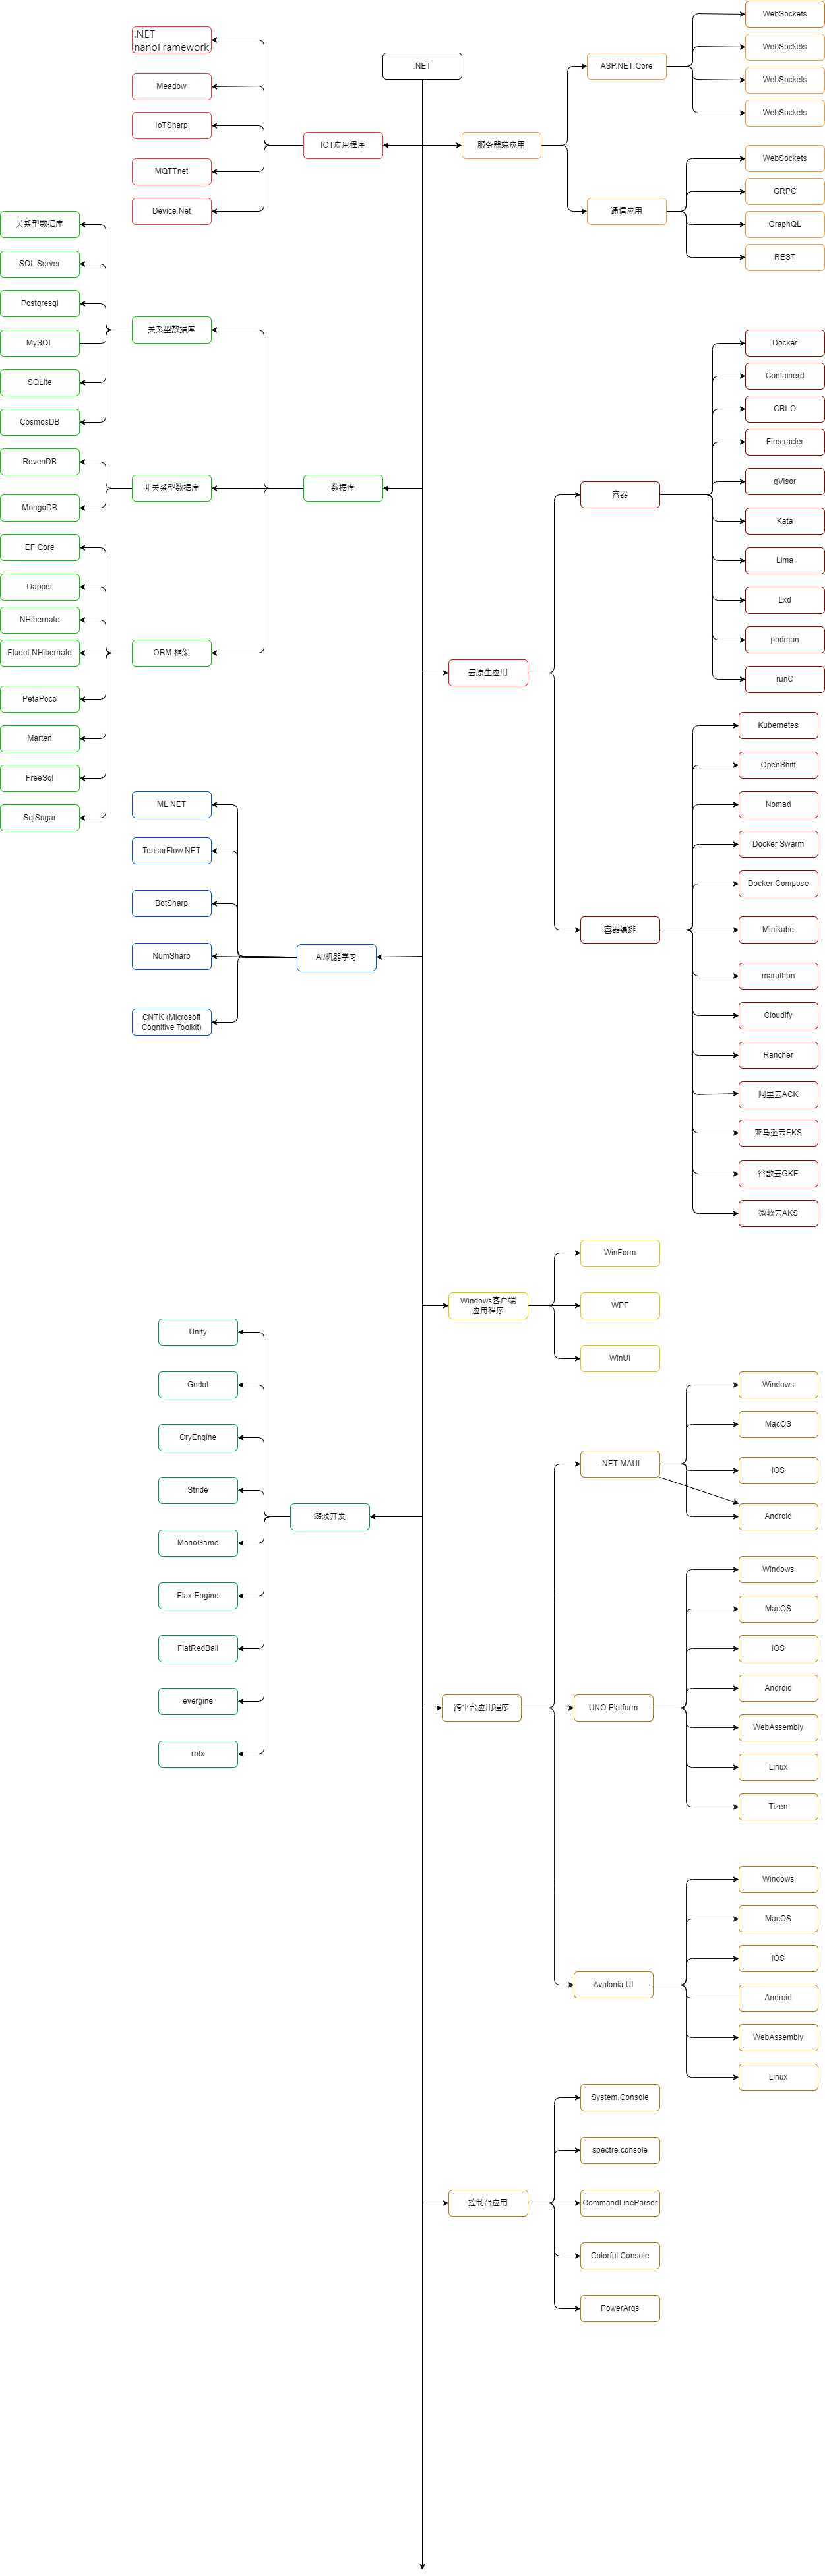 .NET
IOT应用程序
.NET
nanoFramework
Meadow
IoTSharp
MQTTnet
Device.Net
服务器端应用
ASP.NET Core
WebSockets
WebSockets
WebSockets
WebSockets
通信应用
WebSockets
GRPC
GraphQL
REST
数据库
关系型数据库
关系型数据库
SQL Server
Postgresql
MySQL
SQLite
CosmosDB
非关系型数据库
RevenDB
MongoDB
ORM 框架
EF Core
Dapper
NHibernate
Fluent NHibernate
PetaPoco
Marten
FreeSql
SqlSugar
云原生应用
容器
Docker
Containerd
CRI-O
Firecracler
gVisor
Kata
Lima
Lxd
podman
runC
容器编排
Kubernetes
OpenShift
Nomad
Docker Swarm
Docker Compose
Minikube
marathon
Cloudify
Rancher
阿里云ACK
亚马逊云EKS
谷歌云GKE
微软云AKS
AI/机器学习
ML.NET
TensorFlow.NET
BotSharp
NumSharp
CNTK (Microsoft
Cognitive Toolkit)
Windows客户端
应用程序
WinForm
WPF
WinUI
游戏开发
Unity
Godot
CryEngine
Stride
MonoGame
Flax Engine
FlatRedBall
evergine
rbfx
跨平台应用程序
.NET MAUI
Windows
MacOS
iOS
Android
UNO Platform
Windows
MacOS
iOS
Android
WebAssembly
Linux
Tizen
Avalonia UI
Windows
MacOS
iOS
Android
WebAssembly
Linux
控制台应用
System.Console
spectre.console
CommandLineParser
Colorful.Console
PowerArgs